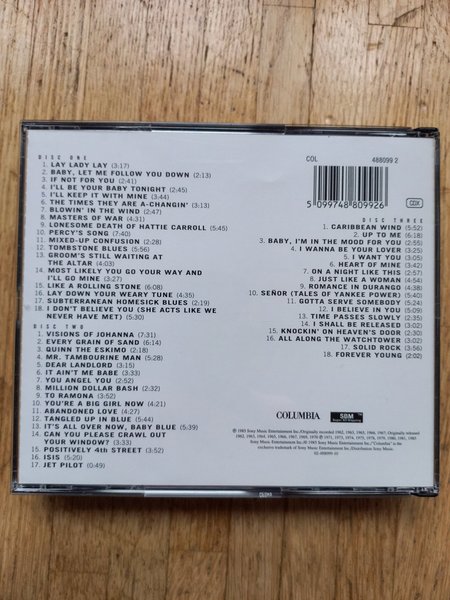 DISC ONE
1. LAY LADY LAY (3:17)
2. BABY, LET ME FOLLOW YOU DOWN (2:13)
3. IF NOT FOR YOU (2:41)
4. I'LL BE YOUR BABY TONIGHT (2:45)
5. I'LL KEEP IT WITH MINE (3:44)
6. THE TIMES THEY ARE A-CHANGIN' (3:12)
7. BLOWIN' IN THE WIND (2:47)
8. MASTERS OF WAR (4:31)
9. LONESOME DEATH OF HATTIE CARROLL (5:45)
10. PERCY'S SONG (7:40)
11. MIXED-UP CONFUSION (2:28)
12. TOMBSTONE BLUES (5:56)
13. GROOM'S STILL WAITING AT
THE ALTAR (4:03)
14. MOST LIKELY YOU GO YOUR WAY AND
I'LL GO MINE (3:27)
15. LIKE A ROLLING STONE (6:08)
16. LAY DOWN YOUR WEARY TUNE (4:35)
17. SUBTERRANEAN HOMESICK BLUES (2:19)
18. I DON'T BELIEVE YOU (SHE ACTS LIKE WE
NEVER HAVE MET) (5:30)
DISC TWO
1. VISIONS OF JOHANNA (7:31)
2. EVERY GRAIN OF SAND (6:12)
3. QUINN THE ESKIMO (2:18)
4. MR. TAMBOURINE MAN (5:25)
5. DEAR LANDLORD (3:15)
6. IT AIN'T ME BABE (3:33)
7. YOU ANGEL YOU (2:52)
8. MILLION DOLLAR BASH (2:31)
9. TO RAMONA (3:51)
10. YOU'RE A BIG GIRL NOW (4:21)
11. ABANDONED LOVE (4:27)
12. TANGLED UP IN BLUE (5:41)
13. IT'S ALL OVER NOW, BABY BLUE (5:39)
14. CAN YOU PLEASE CRAWL OUT
YOUR WINDOW? (3:32)
15. POSITIVELY 4th STREET (3:52)
16. ISIS (5:20)
17. JET PILOT (0:49)
COL 488099 2
5 099748 809926
CDX
DISC THREE
1. CARIBBEAN WIND (5:52)
2. UP TO ME (6:18)
3. BABY, I'M IN THE MOOD FOR YOU (2:55)
4. I WANNA BE YOUR LOVER (3:25)
5. I WANT YOU (3:05)
6. HEART OF MINE (3:42)
7. ON A NIGHT LIKE THIS (2:57)
8. JUST LIKE A WOMAN (4:53)
9. ROMANCE IN DURANGO (4:38)
10. SEÑOR (TALES OF YANKEE POWER) (5:40)
11. GOTTA SERVE SOMEBODY (5:24)
12. I BELIEVE IN YOU (5:09)
13. TIME PASSES SLOWLY (2:34)
14. I SHALL BE RELEASED (3:02)
15. KNOCKIN' ON HEAVEN'S DOOR (2:30)
16. ALL ALONG THE WATCHTOWER (3:02)
17. SOLID ROCK (3:56)
18. FOREVER YOUNG (2:02)
COLUMBIA
SBM